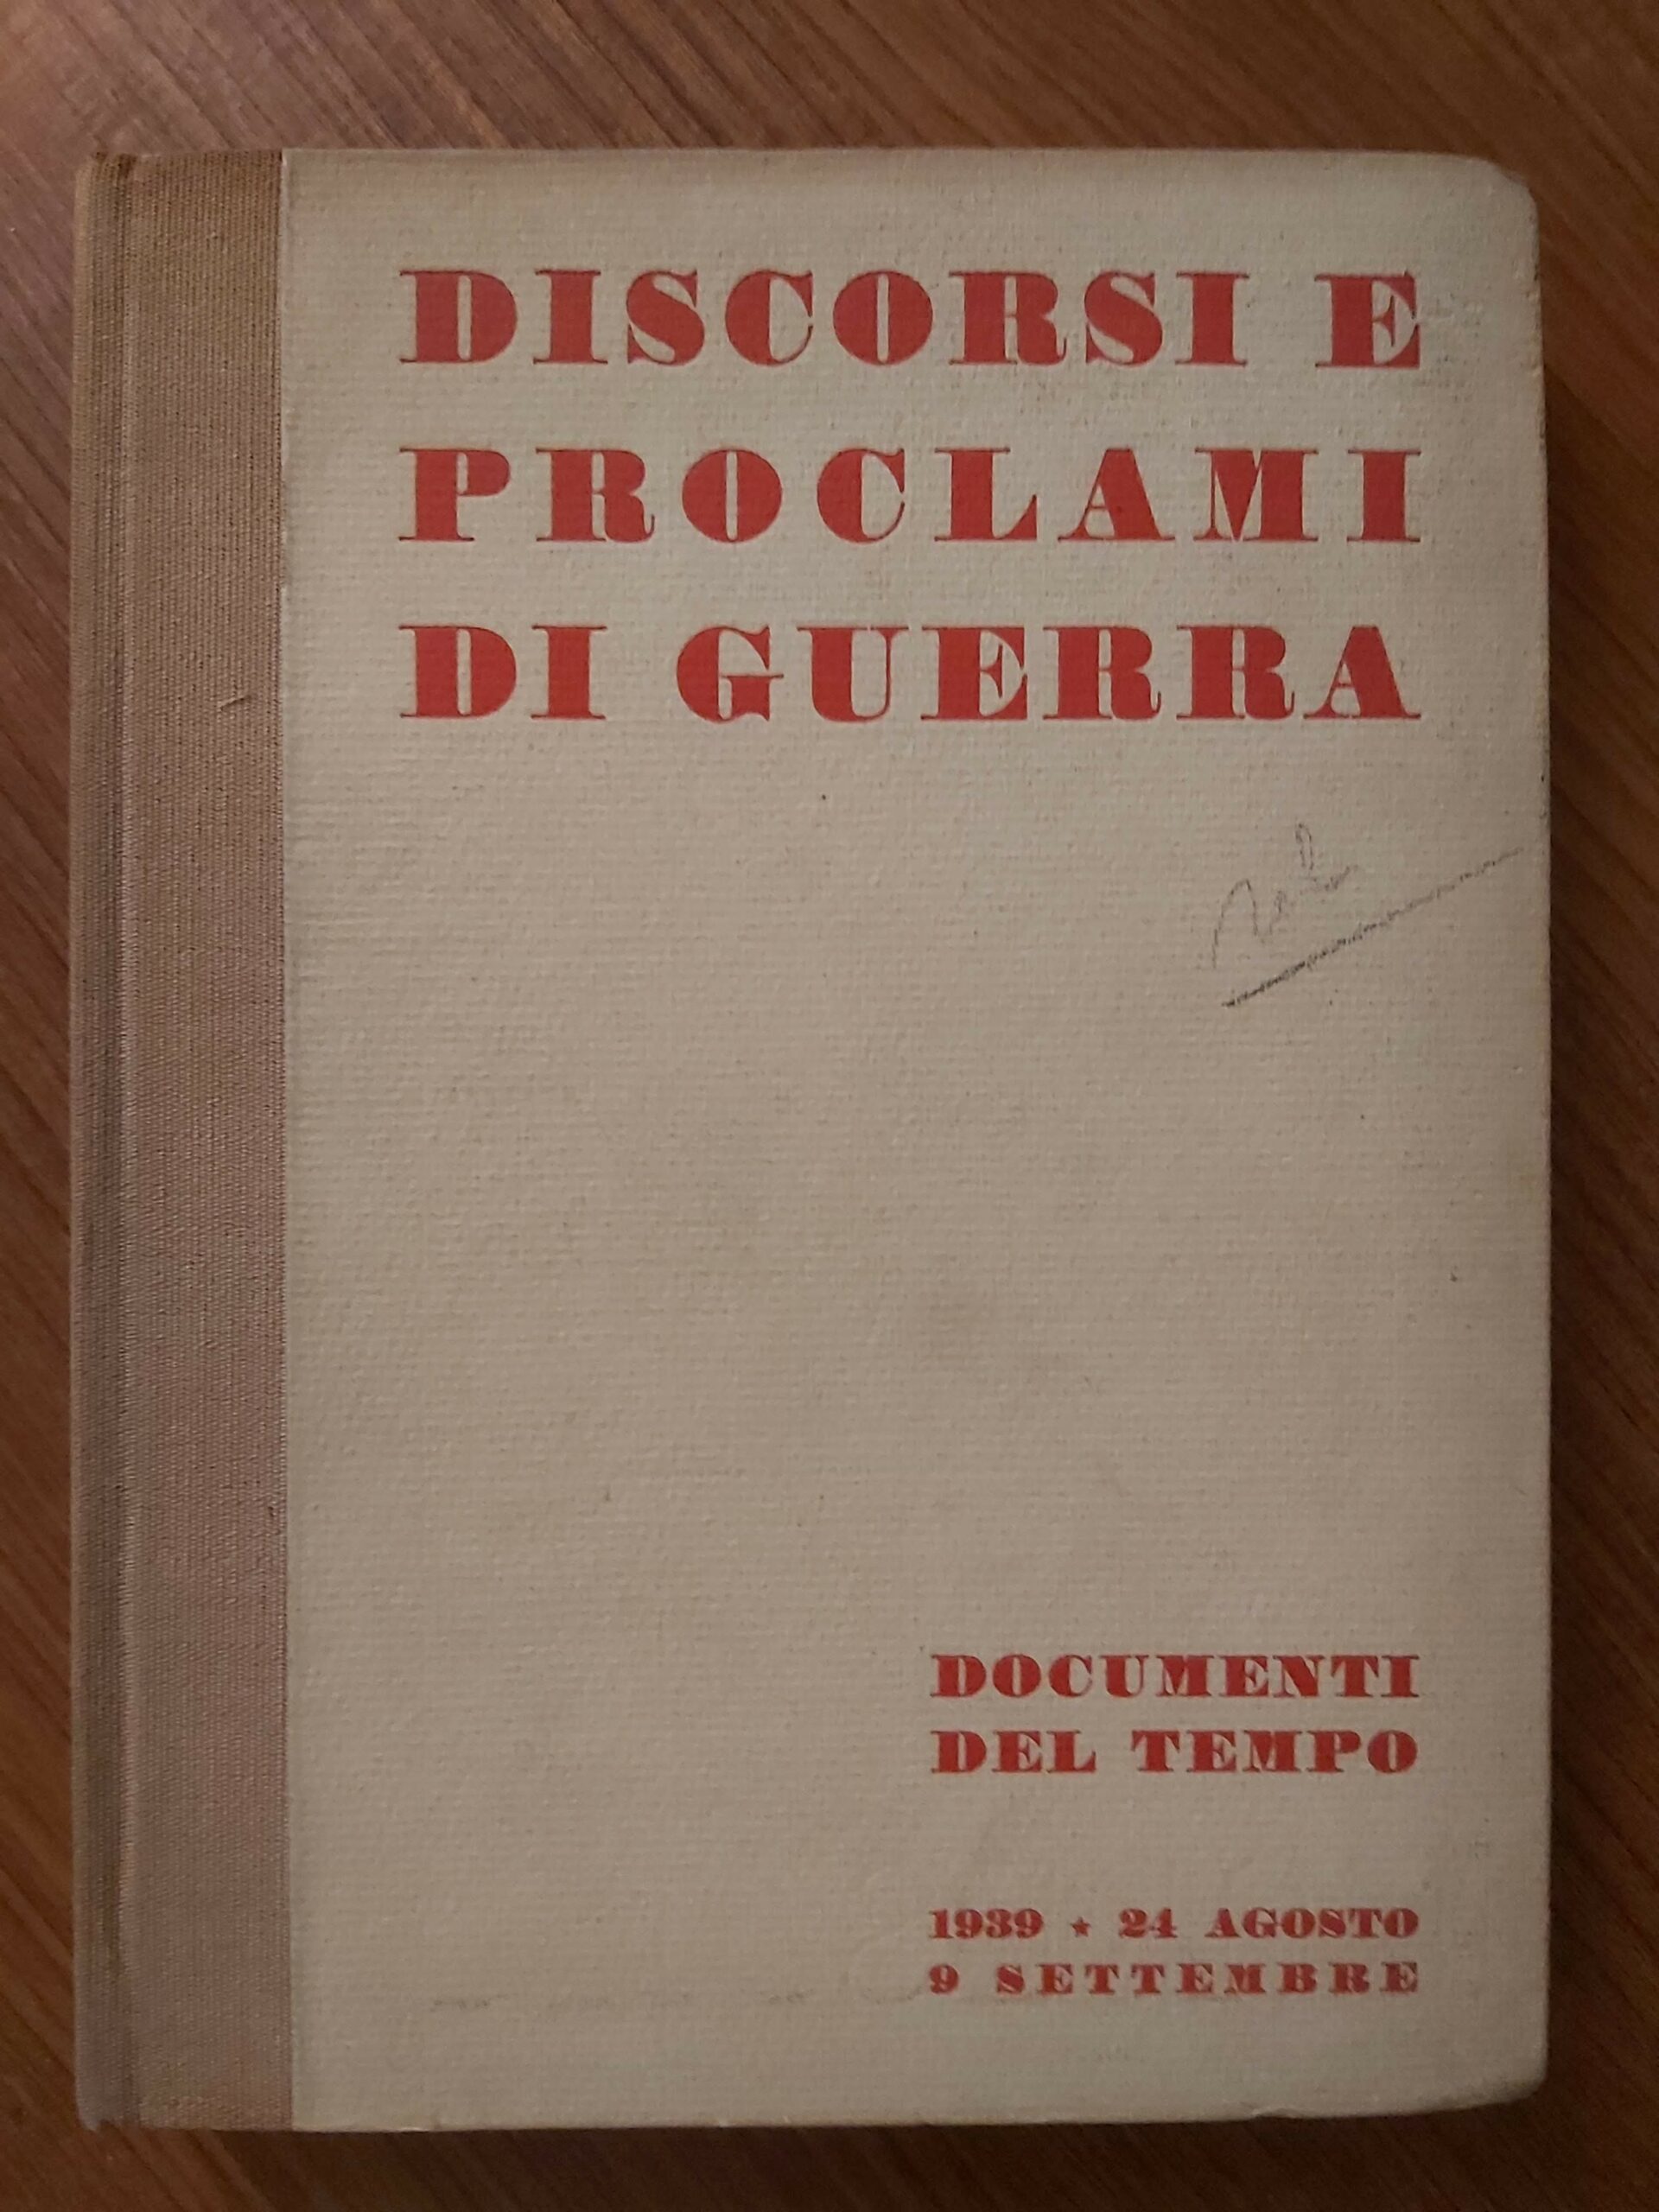 DISCORSI E
PROCLAMI
DI GUERRA
DOCUMENTI
DEL TEMPO
1939 ★ 24 AGOSTO
9 SETTEMBRE